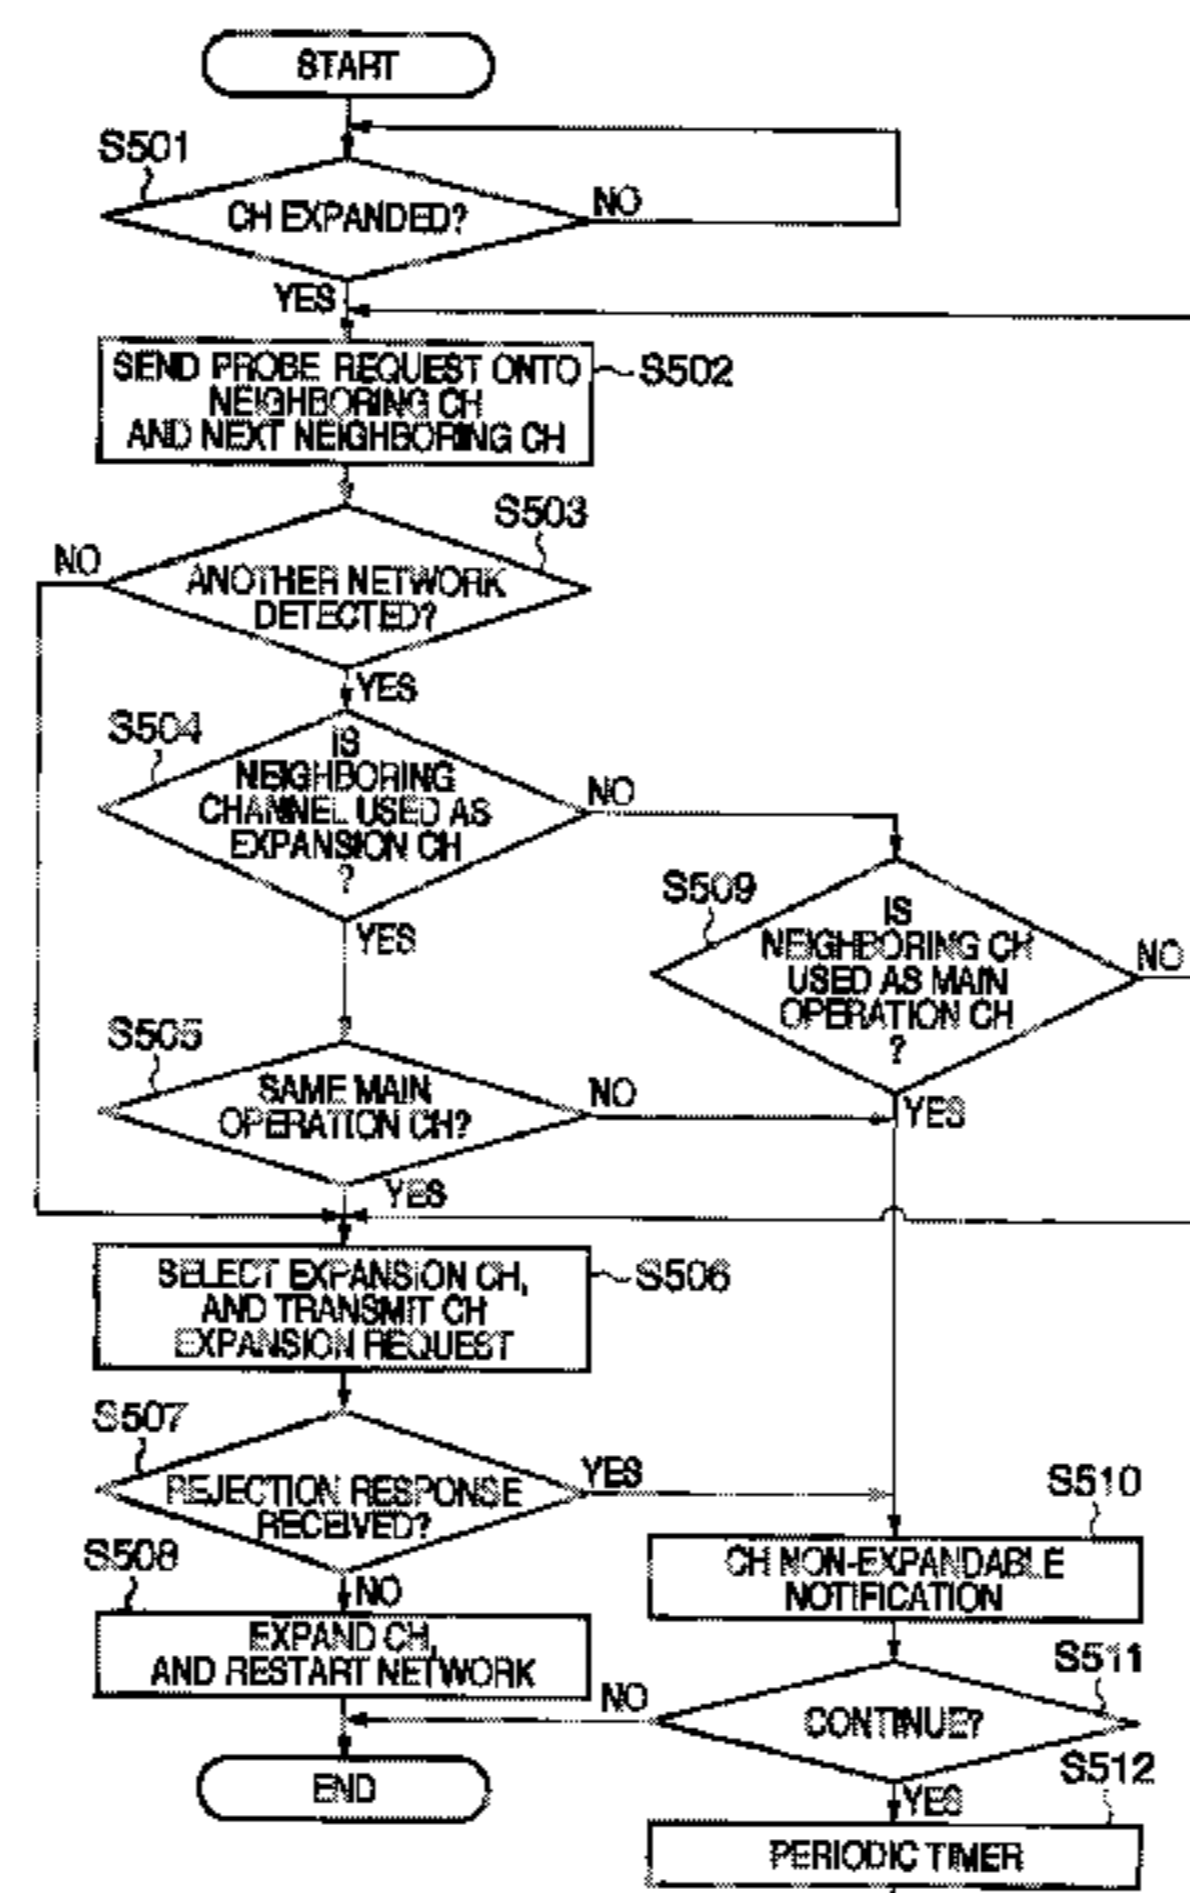 START
S501
CH EXPANDED?
NO
YES
SEND PROBE REQUEST ONTO
NEIGHBORING CH
AND NEXT NEIGHBORING CH
S502
S503
NO
ANOTHER NETWORK
DETECTED?
YES
S504
IS
NEIGHBORING
CHANNEL USED AS
EXPANSION CH
?
NO
YES
S509
IS
NEIGHBORING CH
USED AS MAIN
OPERATION CH
?
NO
YES
S505
SAME MAIN
OPERATION CH?
NO
YES
SELECT EXPANSION CH,
AND TRANSMIT CH
EXPANSION REQUEST
S506
S507
REJECTION RESPONSE
RECEIVED?
YES
NO
S510
CH NON-EXPANDABLE
NOTIFICATION
S508
EXPAND CH,
AND RESTART NETWORK
S511
CONTINUE?
NO
YES
END
S512
PERIODIC TIMER